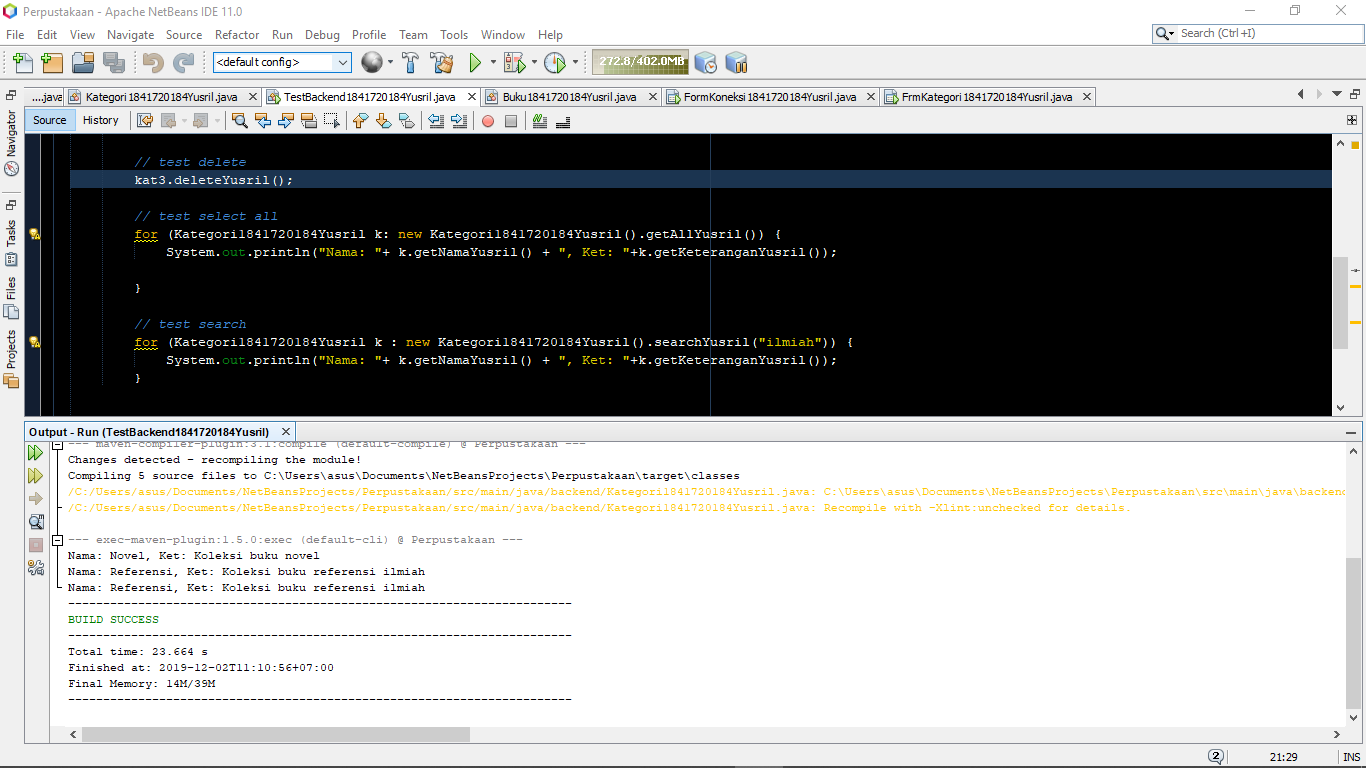 Perpustakaan - Apache NetBeans IDE 11.0
File Edit View Navigate Source Refactor Run Debug Profile Team Tools Window Help
Search (Ctrl+I)
<default config>
272.8/402.0MB
....java
Kategori1841720184Yusril.java
TestBackend1841720184Yusril.java
Buku1841720184Yusril.java
FormKoneksi1841720184Yusril.java
FrmKategori1841720184Yusril.java
Source History
Navigator
Tasks
Files
Projects
// test delete
kat3.deleteYusril();
// test select all
for (Kategori1841720184Yusril k: new Kategori1841720184Yusril().getAllYusril()) {
System.out.println("Nama: "+ k.getNamaYusril() + ", Ket: "+k.getKeteranganYusril());
}
// test search
for (Kategori1841720184Yusril k : new Kategori1841720184Yusril().searchYusril("ilmiah")) {
System.out.println("Nama: "+ k.getNamaYusril() + ", Ket: "+k.getKeteranganYusril());
}
Output - Run (TestBackend1841720184Yusril)
--- maven-compiler-plugin:3.1:compile (default-compile) @ Perpustakaan ---
Changes detected - recompiling the module!
Compiling 5 source files to C:\Users\asus\Documents\NetBeansProjects\Perpustakaan\target\classes
/C:/Users/asus/Documents/NetBeansProjects/Perpustakaan/src/main/java/backend/Kategori1841720184Yusril.java: C:\Users\asus\Documents\NetBeansProjects\Perpustakaan\src\main\java\backend
/C:/Users/asus/Documents/NetBeansProjects/Perpustakaan/src/main/java/backend/Kategori1841720184Yusril.java: Recompile with -Xlint:unchecked for details.
--- exec-maven-plugin:1.5.0:exec (default-cli) @ Perpustakaan ---
Nama: Novel, Ket: Koleksi buku novel
Nama: Referensi, Ket: Koleksi buku referensi ilmiah
Nama: Referensi, Ket: Koleksi buku referensi ilmiah
------------------------------------------------------------------------
BUILD SUCCESS
------------------------------------------------------------------------
Total time: 23.664 s
Finished at: 2019-12-02T11:10:56+07:00
Final Memory: 14M/39M
------------------------------------------------------------------------
2
21:29
INS